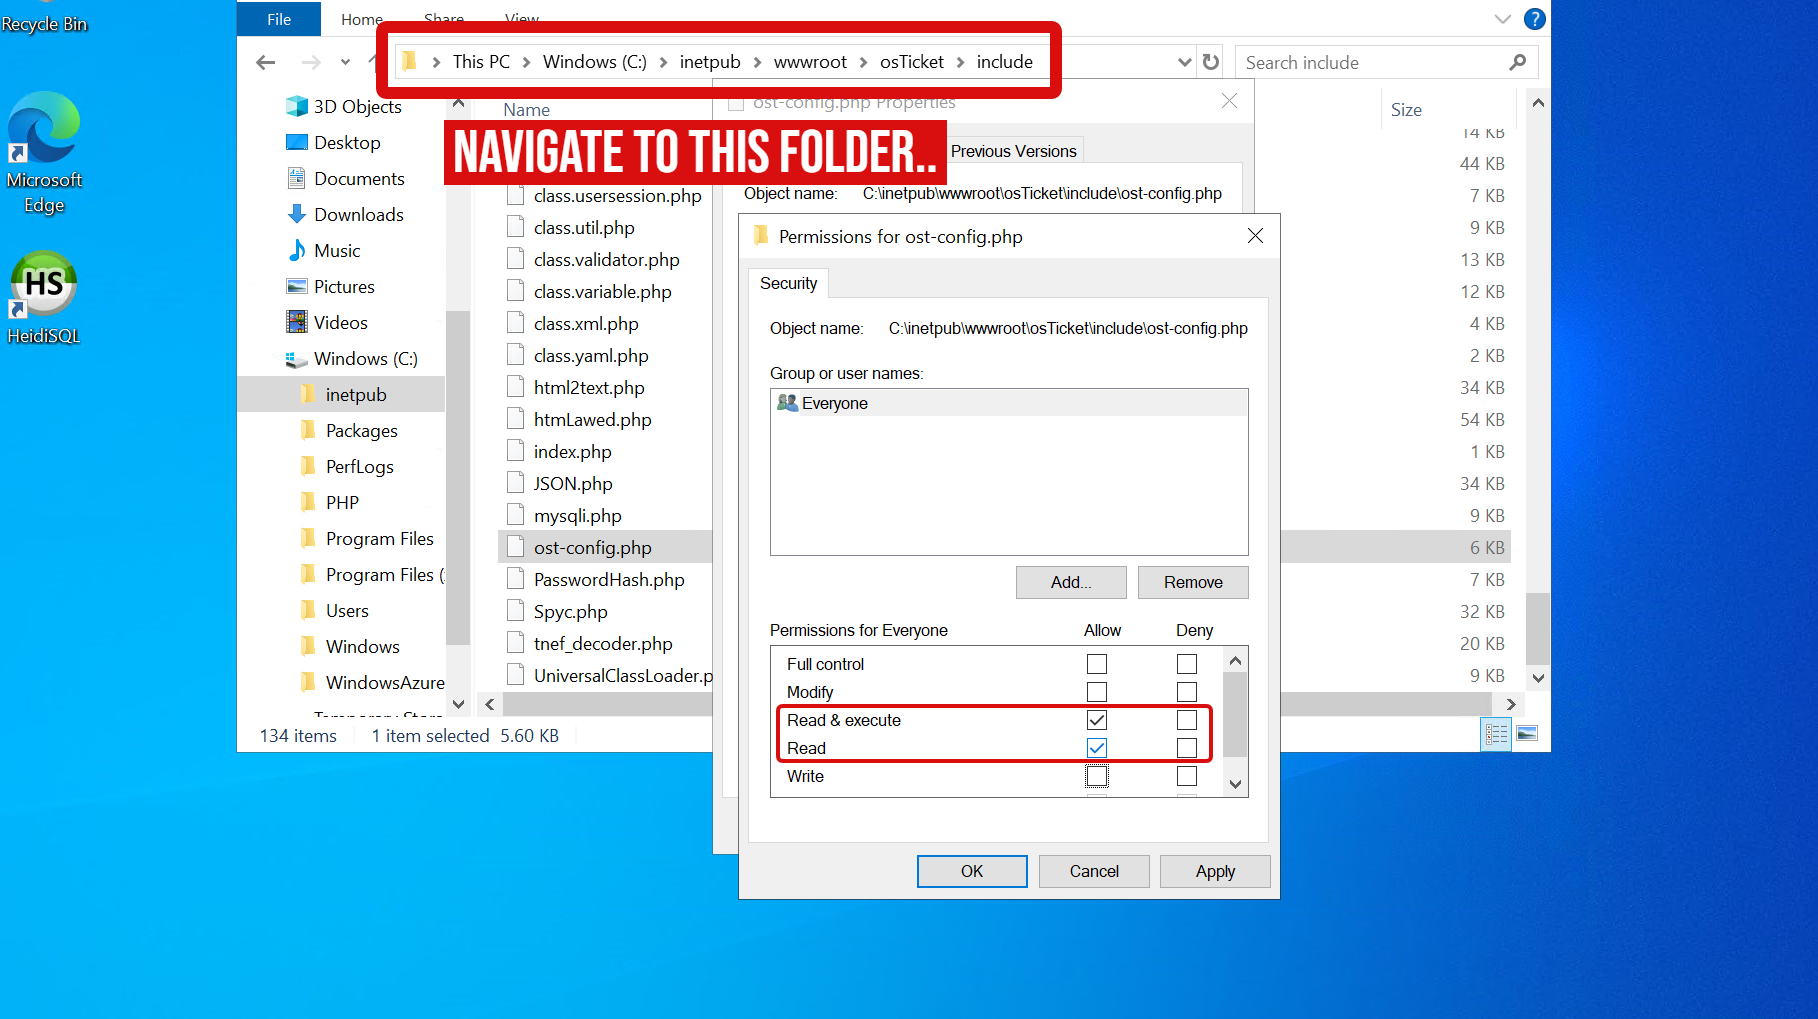 Recycle Bin
Microsoft
Edge
HS
HeidiSQL
File Home Share View
?
This PC > Windows (C:) > inetpub > wwwroot > osTicket > include
Search include
NAVIGATE TO THIS FOLDER..
3D Objects
Desktop
Documents
Downloads
Music
Pictures
Videos
Windows (C:)
inetpub
Packages
PerfLogs
PHP
Program Files
Program Files (
Users
Windows
WindowsAzure
Name
Size
14 KB
class.usersession.php
class.util.php
class.validator.php
class.variable.php
class.xml.php
class.yaml.php
html2text.php
htmLawed.php
index.php
JSON.php
mysqli.php
ost-config.php
PasswordHash.php
Spyc.php
tnef_decoder.php
UniversalClassLoader.p
44 KB
7 KB
9 KB
13 KB
12 KB
4 KB
2 KB
34 KB
54 KB
1 KB
34 KB
9 KB
6 KB
7 KB
32 KB
20 KB
9 KB
134 items 1 item selected 5.60 KB
ost-config.php Properties
Previous Versions
Object name: C:\inetpub\wwwroot\osTicket\include\ost-config.php
Permissions for ost-config.php
Security
Object name: C:\inetpub\wwwroot\osTicket\include\ost-config.php
Group or user names:
Everyone
Add... Remove
Permissions for Everyone Allow Deny
Full control
Modify
Read & execute
Read
Write
OK Cancel Apply